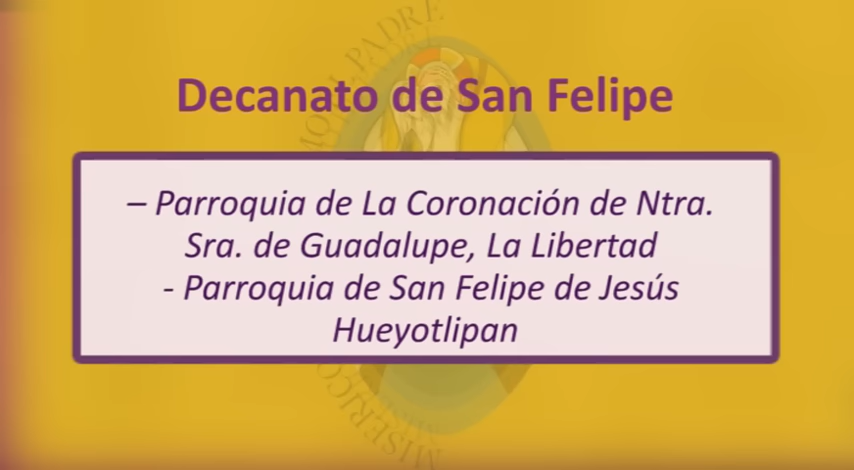 Decanato de San Felipe
– Parroquia de La Coronación de Ntra.
Sra. de Guadalupe, La Libertad
- Parroquia de San Felipe de Jesús
Hueyotlipan
PADRE